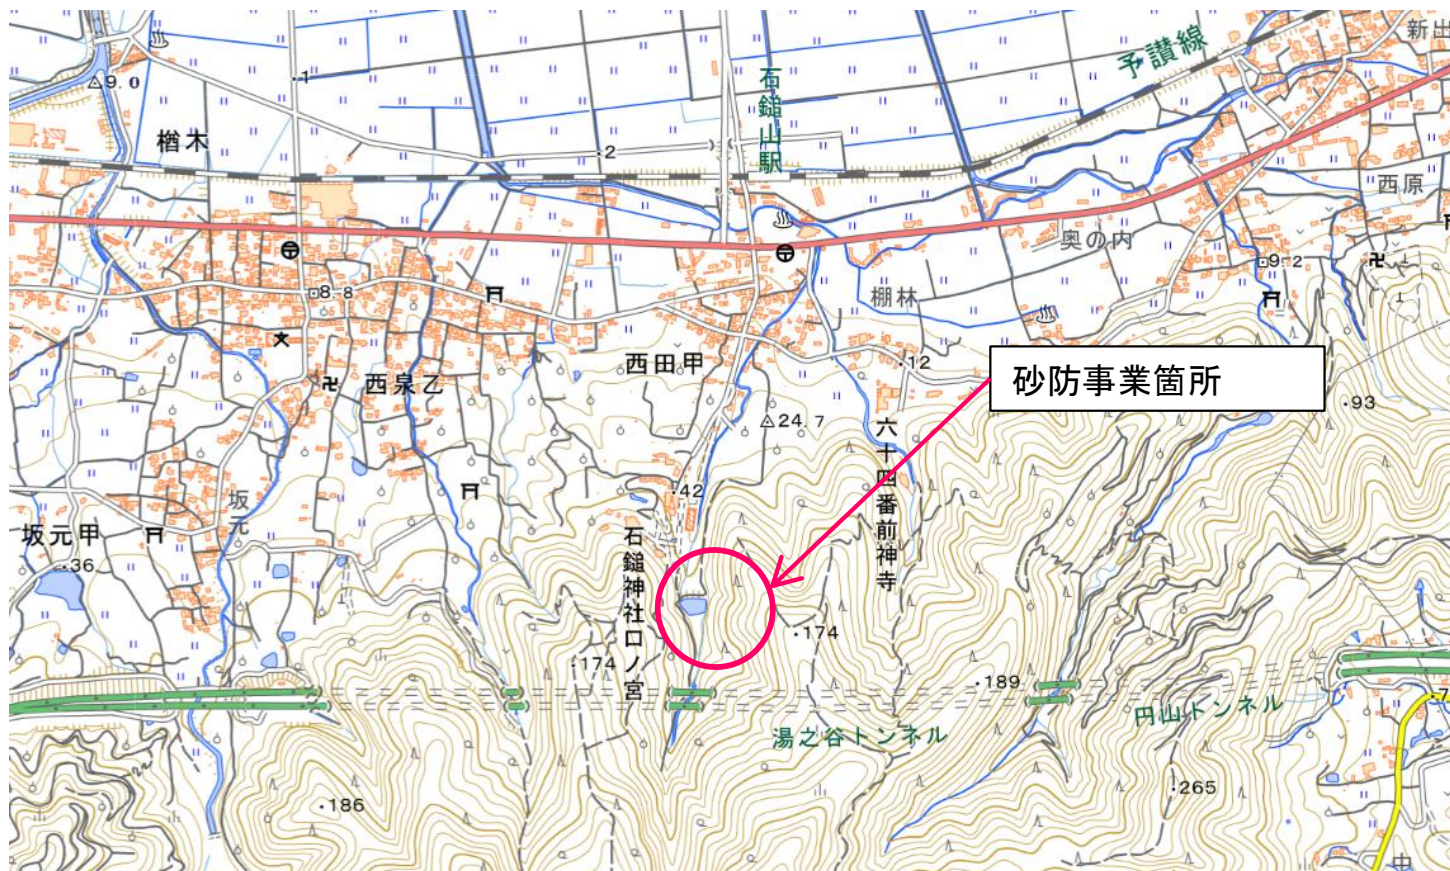 新出
予讃線
9.0
1
石鎚山駅
楢木
2
西原
奥の内
9.2
8.8
棚林
西田甲
12
砂防事業箇所
西泉乙
93
24.7
六十四番前神寺
42
坂元
坂元甲
石鎚神社口ノ宮
36
174
174
189
7
円山トンネル
湯之谷トンネル
265
186
中